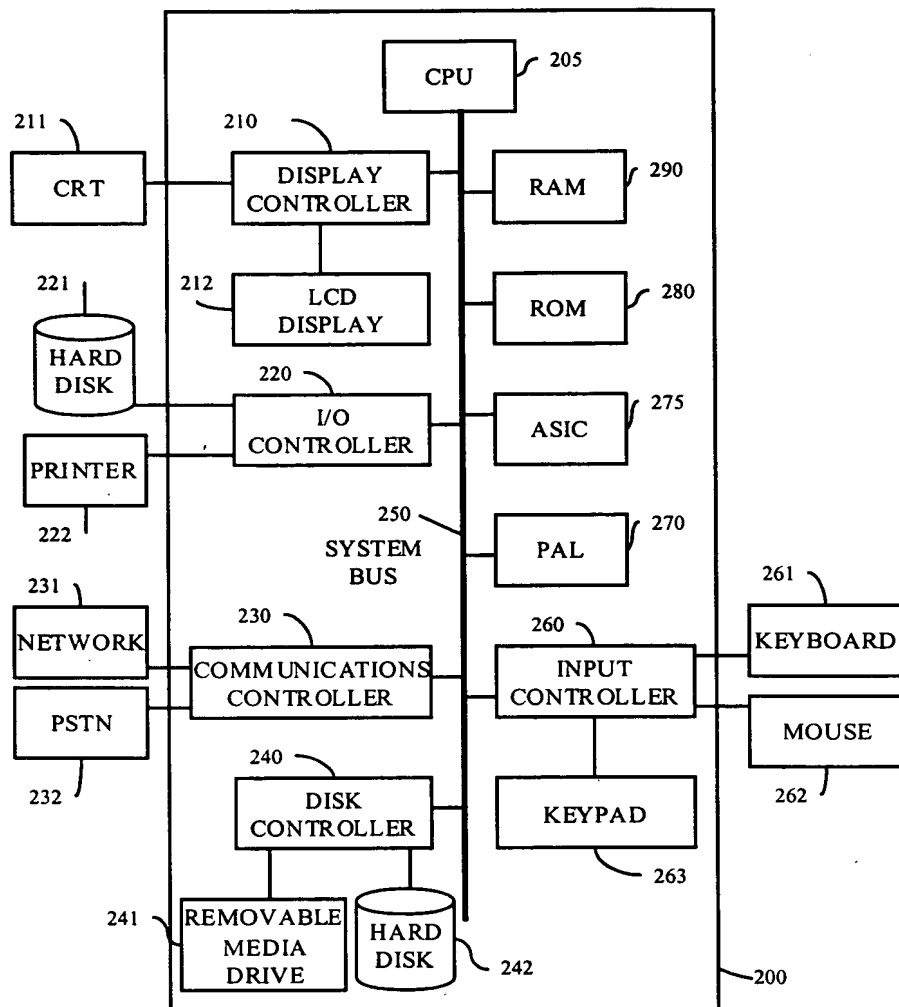 CPU
205
211
210
CRT
DISPLAY
CONTROLLER
RAM
290
221
212
LCD
DISPLAY
ROM
280
HARD
DISK
220
I/O
CONTROLLER
ASIC
275
PRINTER
222
250
SYSTEM
BUS
PAL
270
231
NETWORK
230
COMMUNICATIONS
CONTROLLER
260
INPUT
CONTROLLER
261
KEYBOARD
PSTN
232
MOUSE
262
240
DISK
CONTROLLER
KEYPAD
263
241
REMOVABLE
MEDIA
DRIVE
HARD
DISK
242
200